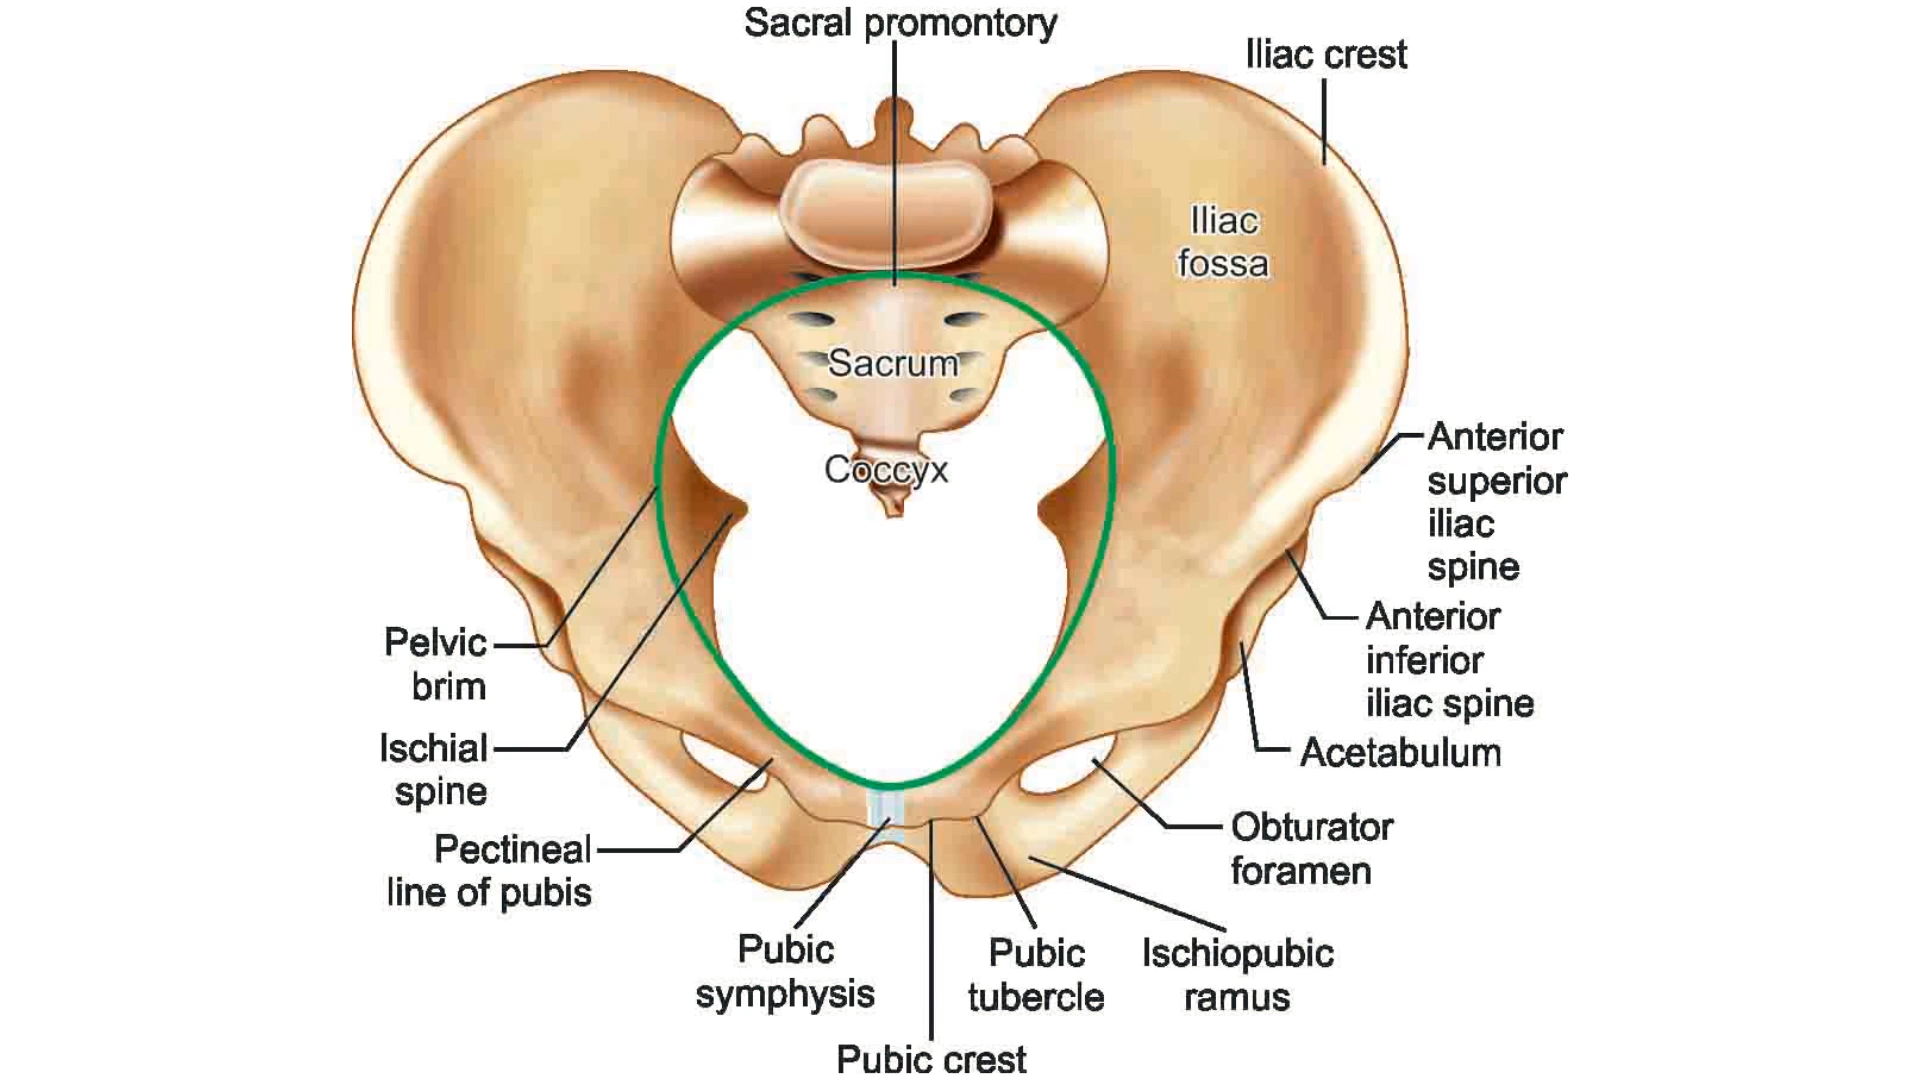 Sacral promontory
Iliac crest
Iliac
fossa
Sacrum
Coccyx
Anterior
superior
iliac
spine
Anterior
inferior
iliac spine
Acetabulum
Obturator
foramen
Ischiopubic
ramus
Pubic
tubercle
Pubic crest
Pubic
symphysis
Pectineal
line of pubis
Ischial
spine
Pelvic
brim